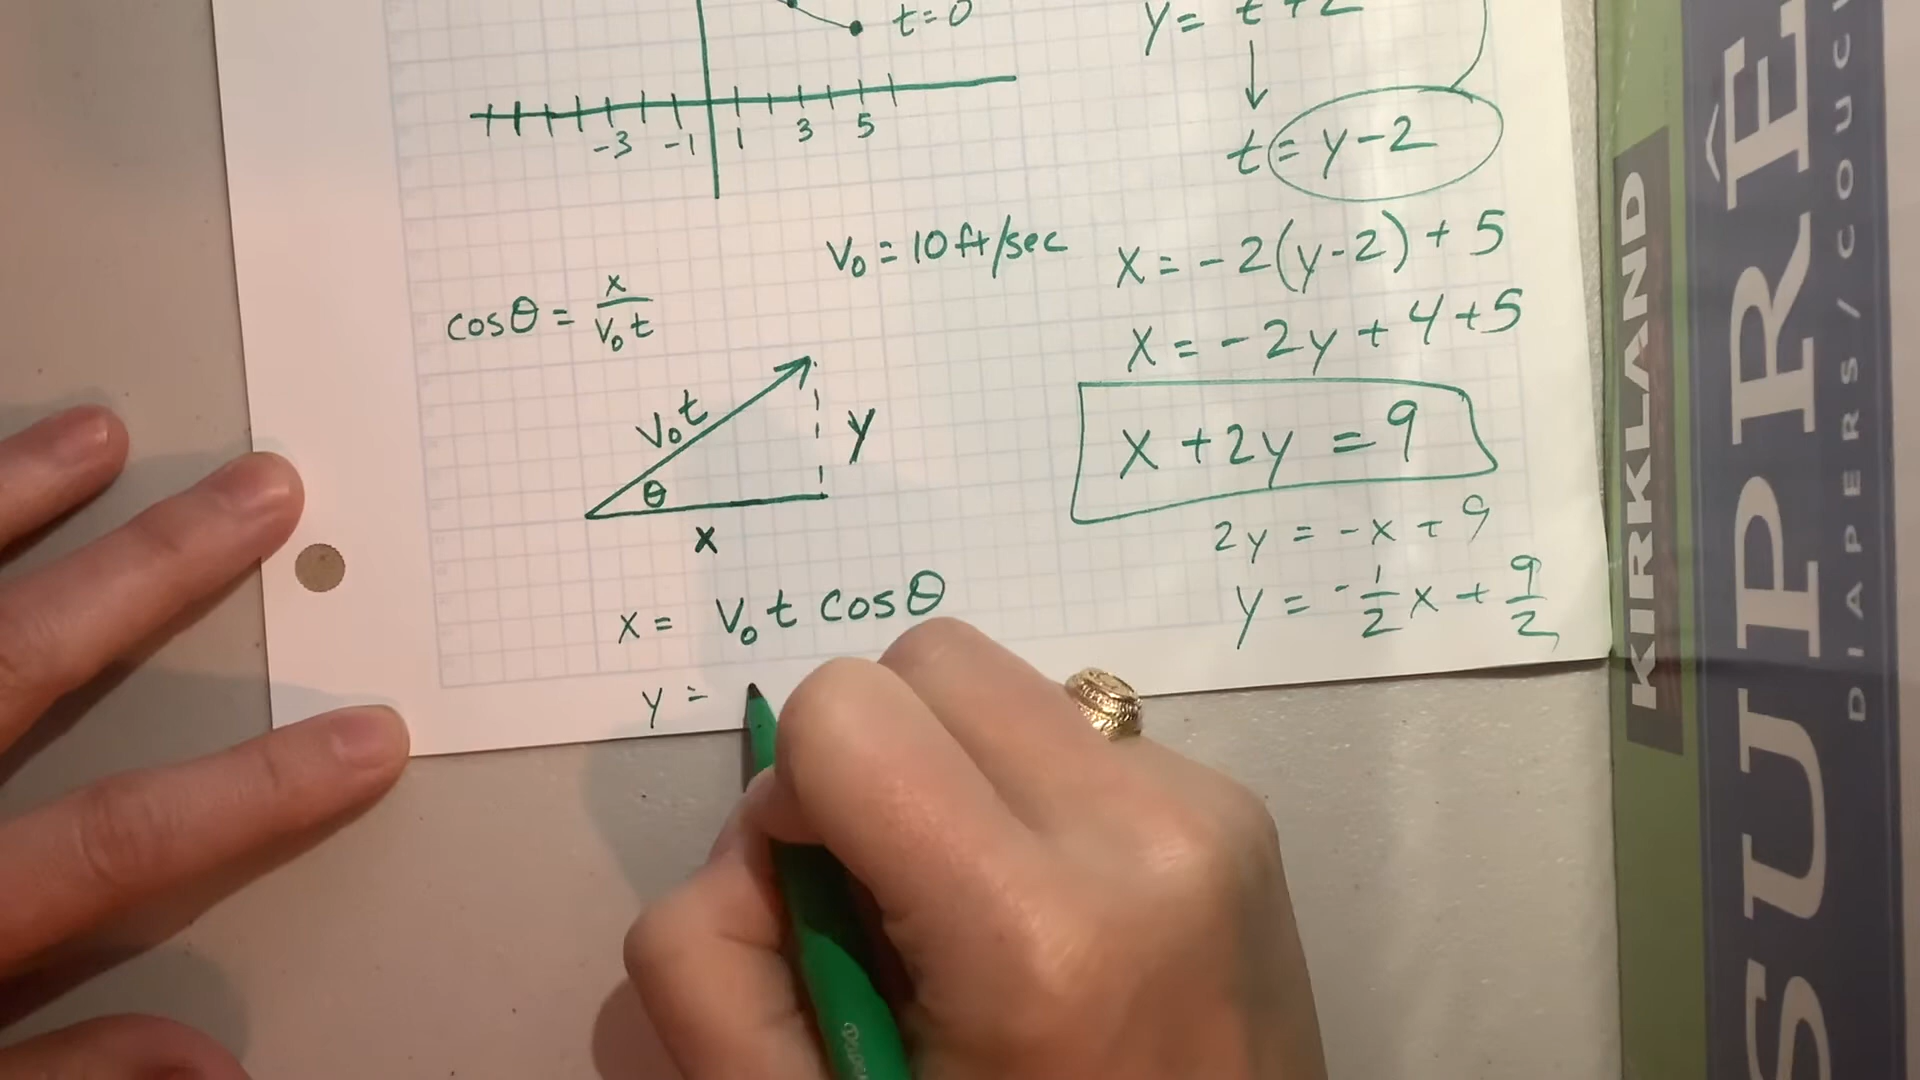 t=0
-3 -1 1 3 5
V₀ = 10 ft/sec
cosθ = x/V₀t
V₀t
y
θ
x
x = V₀ t cosθ
y =
y = t + 2
t = y-2
x = -2(y-2) + 5
x = -2y + 4 + 5
x + 2y = 9
2y = -x + 9
y = -1/2 x + 9/2
KIRKLAND
SUPRÊ
DIAPERS/COUC